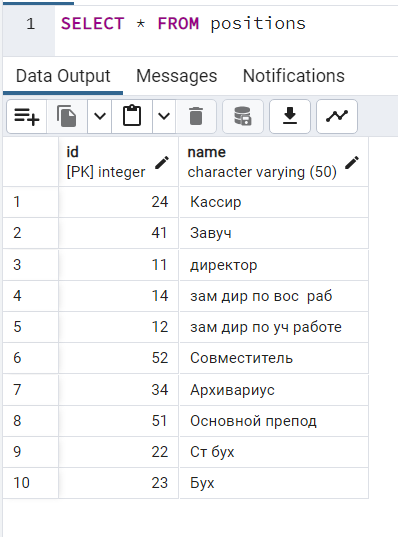 1 SELECT * FROM positions
Data Output Messages Notifications
id name
[PK] integer character varying (50)
1 24 Кассир
2 41 Завуч
3 11 директор
4 14 зам дир по вос  раб
5 12 зам дир по уч работе
6 52 Совместитель
7 34 Архивариус
8 51 Основной препод
9 22 Ст бух
10 23 Бух